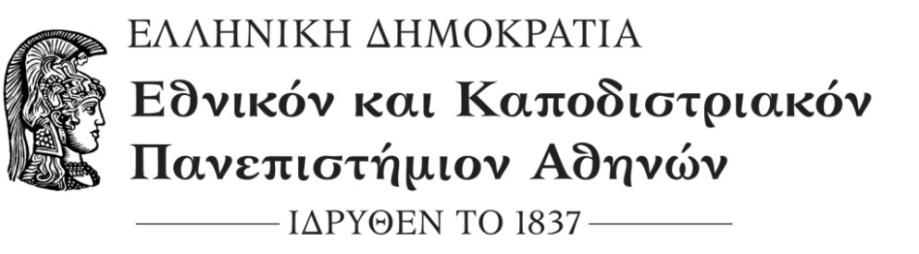 ΕΛΛΗΝΙΚΗ ΔΗΜΟΚΡΑΤΙΑ
Εθνικόν και Καποδιστριακόν
Πανεπιστήμιον Αθηνών
ΙΔΡΥΘΕΝ ΤΟ 1837